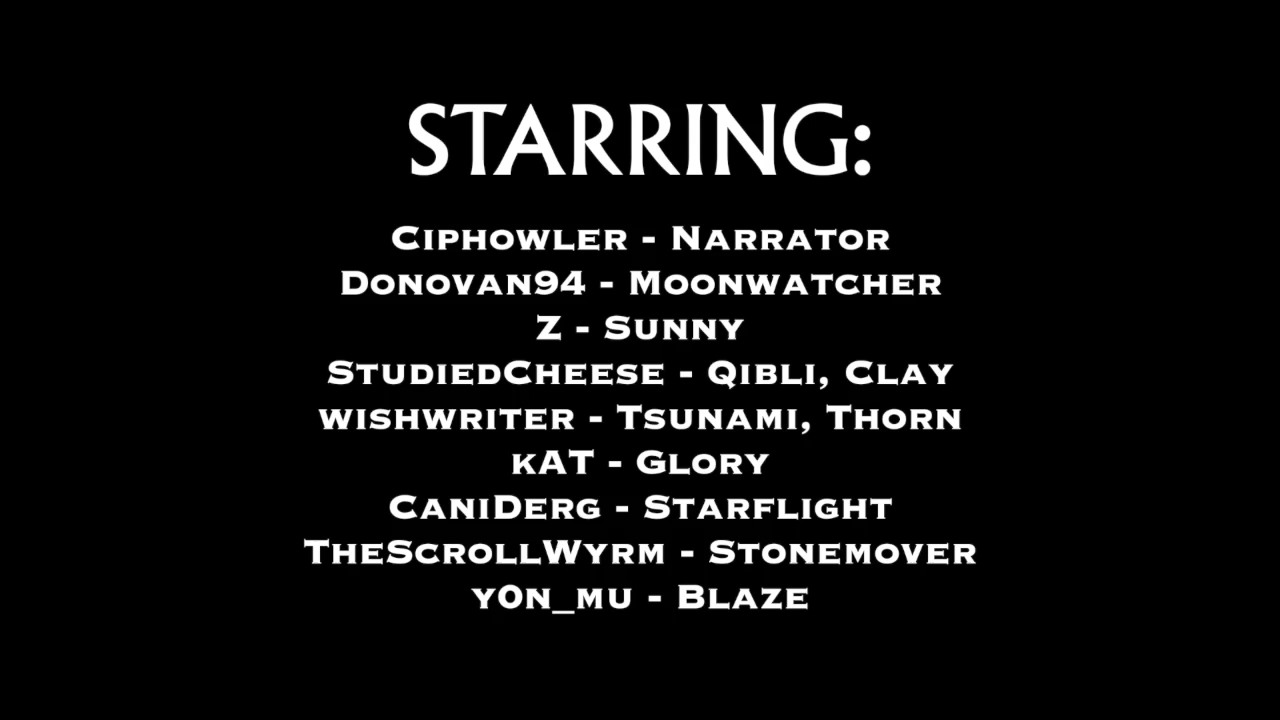 STARRING:
Ciphowler - Narrator
Donovan94 - Moonwatcher
Z - Sunny
StudiedCheese - Qibli, Clay
wishwriter - Tsunami, Thorn
kAT - Glory
CaniDerg - Starflight
TheScrollWyrm - Stonemover
y0n_mu - Blaze